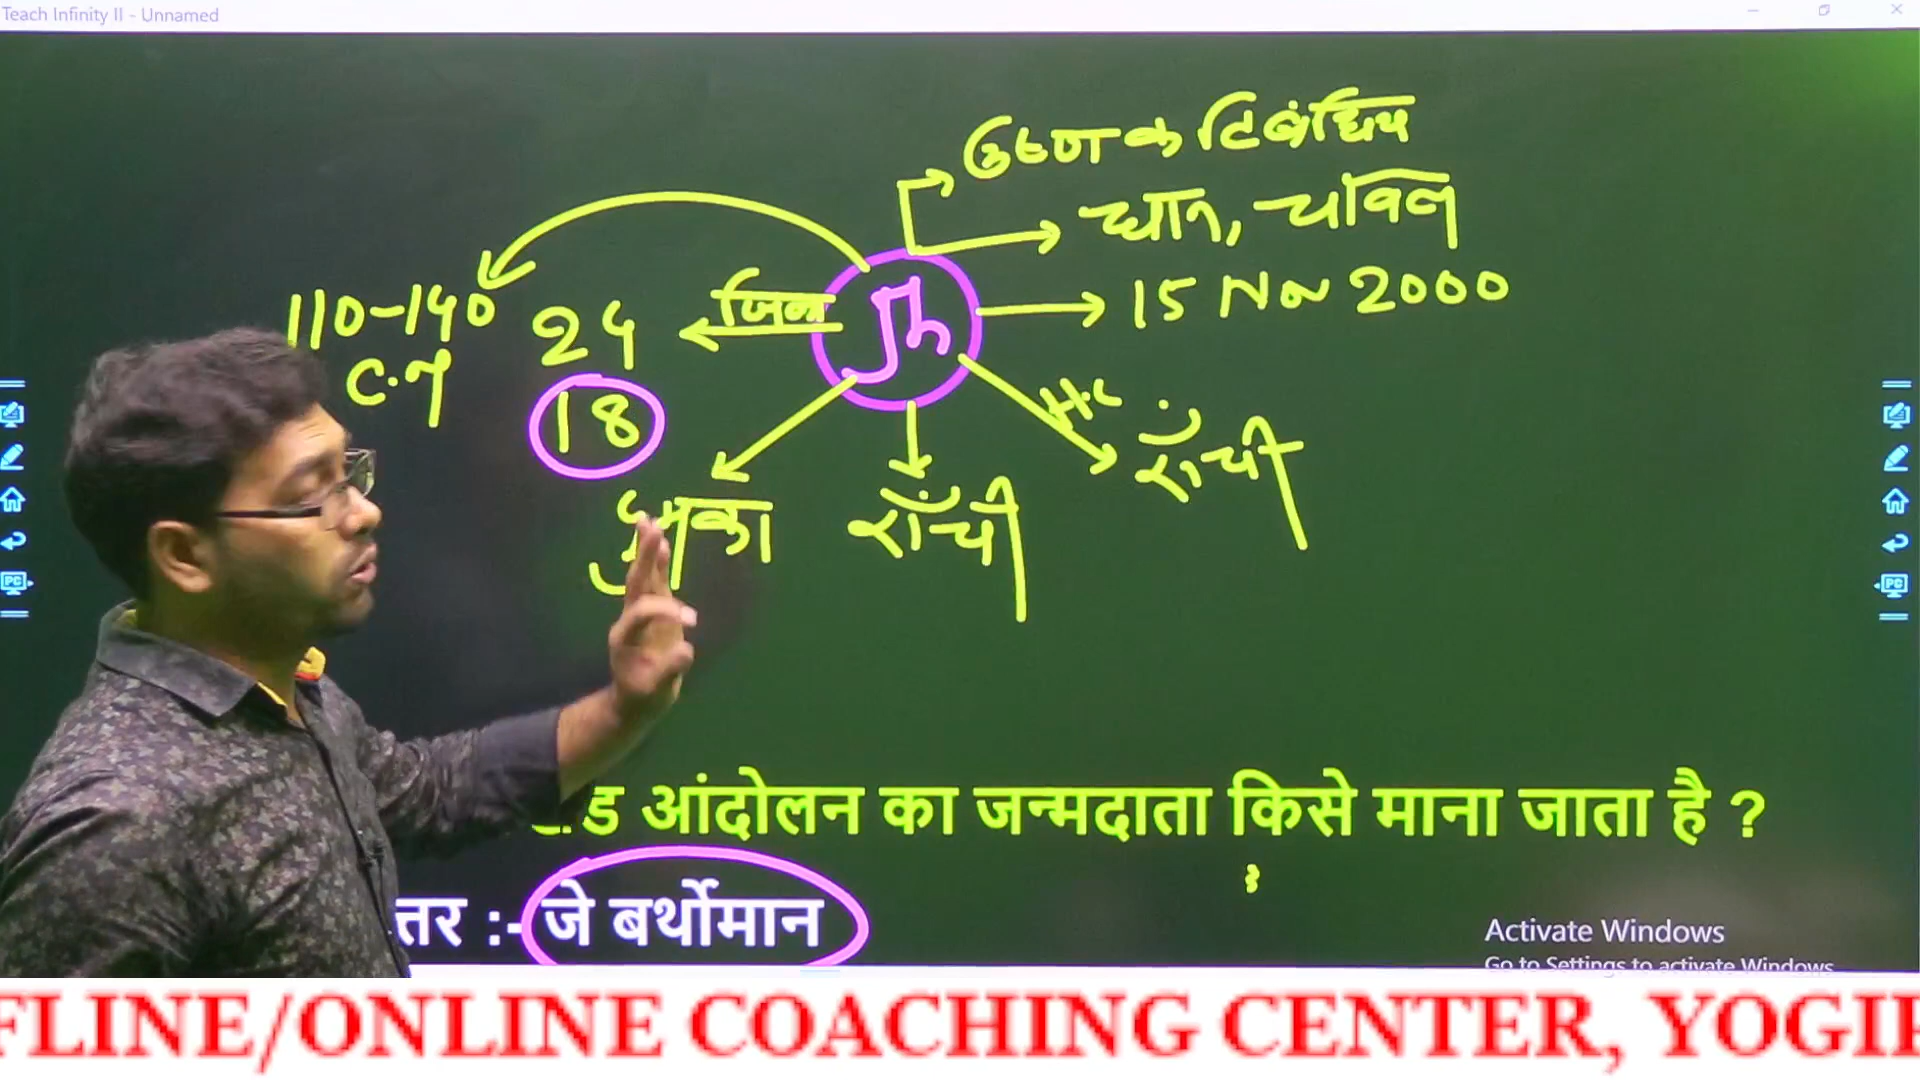 Teach Infinity II - Unnamed
धान, चावल
15 Nov 2000
110-140
C.M
जिला
24
18
Jh
H.C
राँची
राँची
ड आंदोलन का जन्मदाता किसे माना जाता है ?
तर :- जे बर्थोमान
Activate Windows
Go to Settings to activate Windows
FLINE/ONLINE COACHING CENTER, YOGI